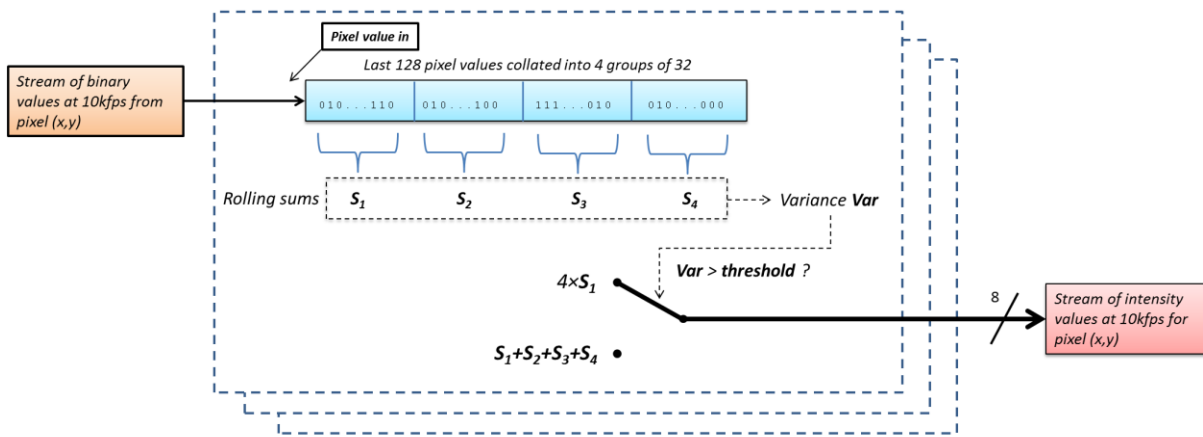 Pixel value in
Last 128 pixel values collated into 4 groups of 32
Stream of binary
values at 10kfps from
pixel (x,y)
010...110 010...100 111...010 010...000
Rolling sums S1 S2 S3 S4 Variance Var
Var > threshold ?
4×S1
8
Stream of intensity
values at 10kfps for
pixel (x,y)
S1+S2+S3+S4